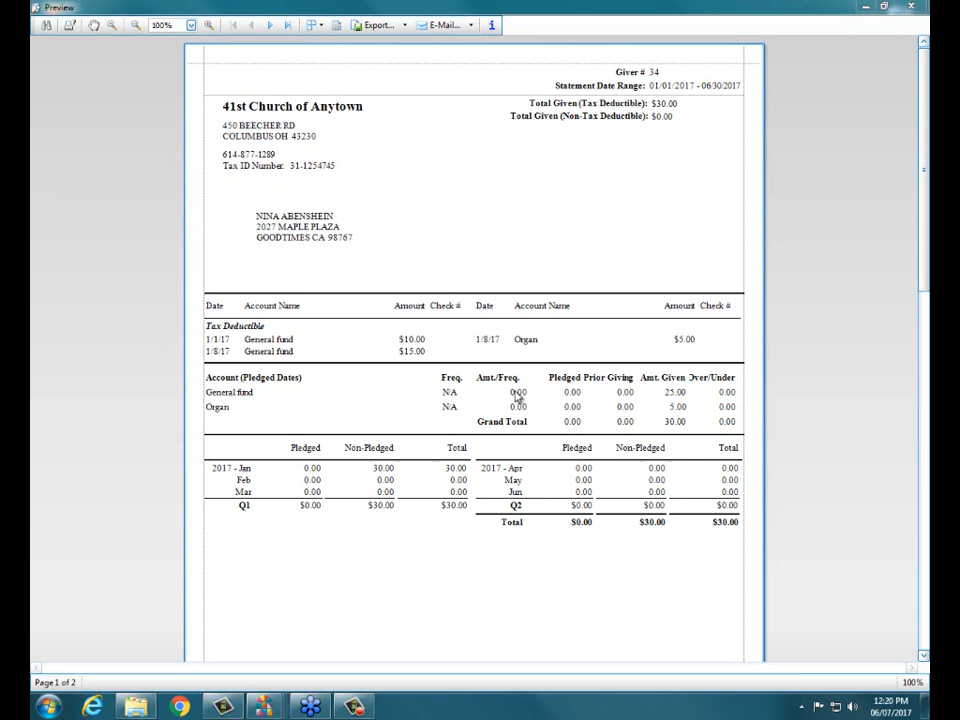 Preview
100% Export... E-Mail...
Giver # 34
Statement Date Range: 01/01/2017 - 06/30/2017
41st Church of Anytown
Total Given (Tax Deductible): $30.00
Total Given (Non-Tax Deductible): $0.00
450 BEECHER RD
COLUMBUS OH 43230
614-877-1289
Tax ID Number: 31-1254745
NINA ABENSHEIN
2027 MAPLE PLAZA
GOODTIMES CA 98767
Date Account Name Amount Check # Date Account Name Amount Check #
Tax Deductible
1/1/17 General fund $10.00 1/8/17 Organ $5.00
1/8/17 General fund $15.00
Account (Pledged Dates) Freq. Amt./Freq. Pledged Prior Giving Amt. Given Over/Under
General fund N/A 0.00 0.00 0.00 25.00 0.00
Organ N/A 0.00 0.00 0.00 5.00 0.00
Grand Total 0.00 0.00 30.00 0.00
Pledged Non-Pledged Total Pledged Non-Pledged Total
2017 - Jan 0.00 30.00 30.00 2017 - Apr 0.00 0.00 0.00
Feb 0.00 0.00 0.00 May 0.00 0.00 0.00
Mar 0.00 0.00 0.00 Jun 0.00 0.00 0.00
Q1 $0.00 $30.00 $30.00 Q2 $0.00 $0.00 $0.00
Total $0.00 $30.00 $30.00
Page 1 of 2 100%
12:20 PM
06/07/2017